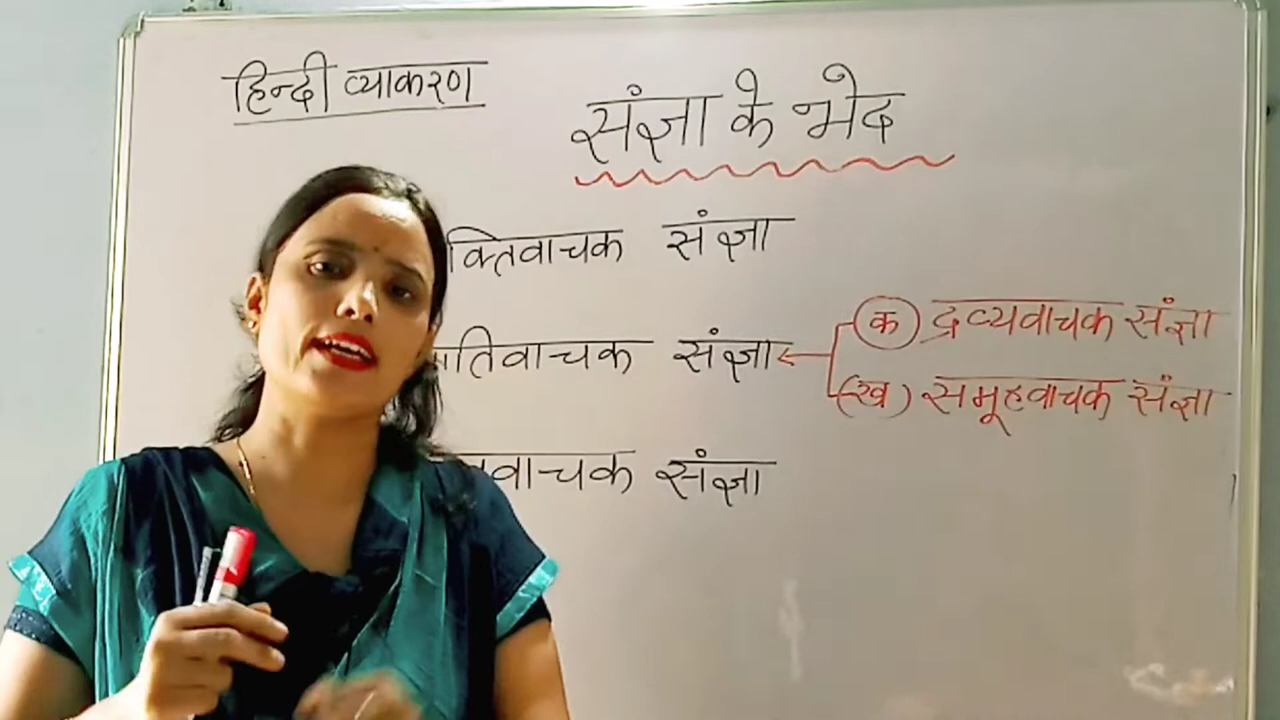 हिन्दी व्याकरण
संज्ञा के भेद
क्तिवाचक संज्ञा
तिवाचक संज्ञा
(क) द्रव्यवाचक संज्ञा
(ख) समूहवाचक संज्ञा
वाचक संज्ञा